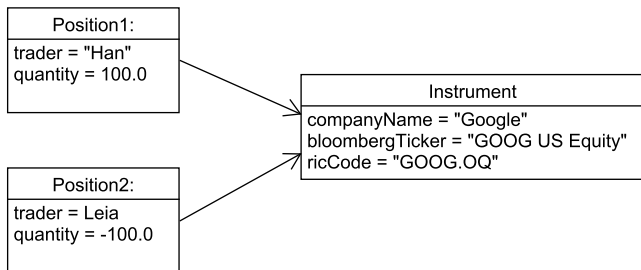 Position1:
trader = "Han"
quantity = 100.0
Instrument
companyName = "Google"
bloombergTicker = "GOOG US Equity"
ricCode = "GOOG.OQ"
Position2:
trader = Leia
quantity = -100.0